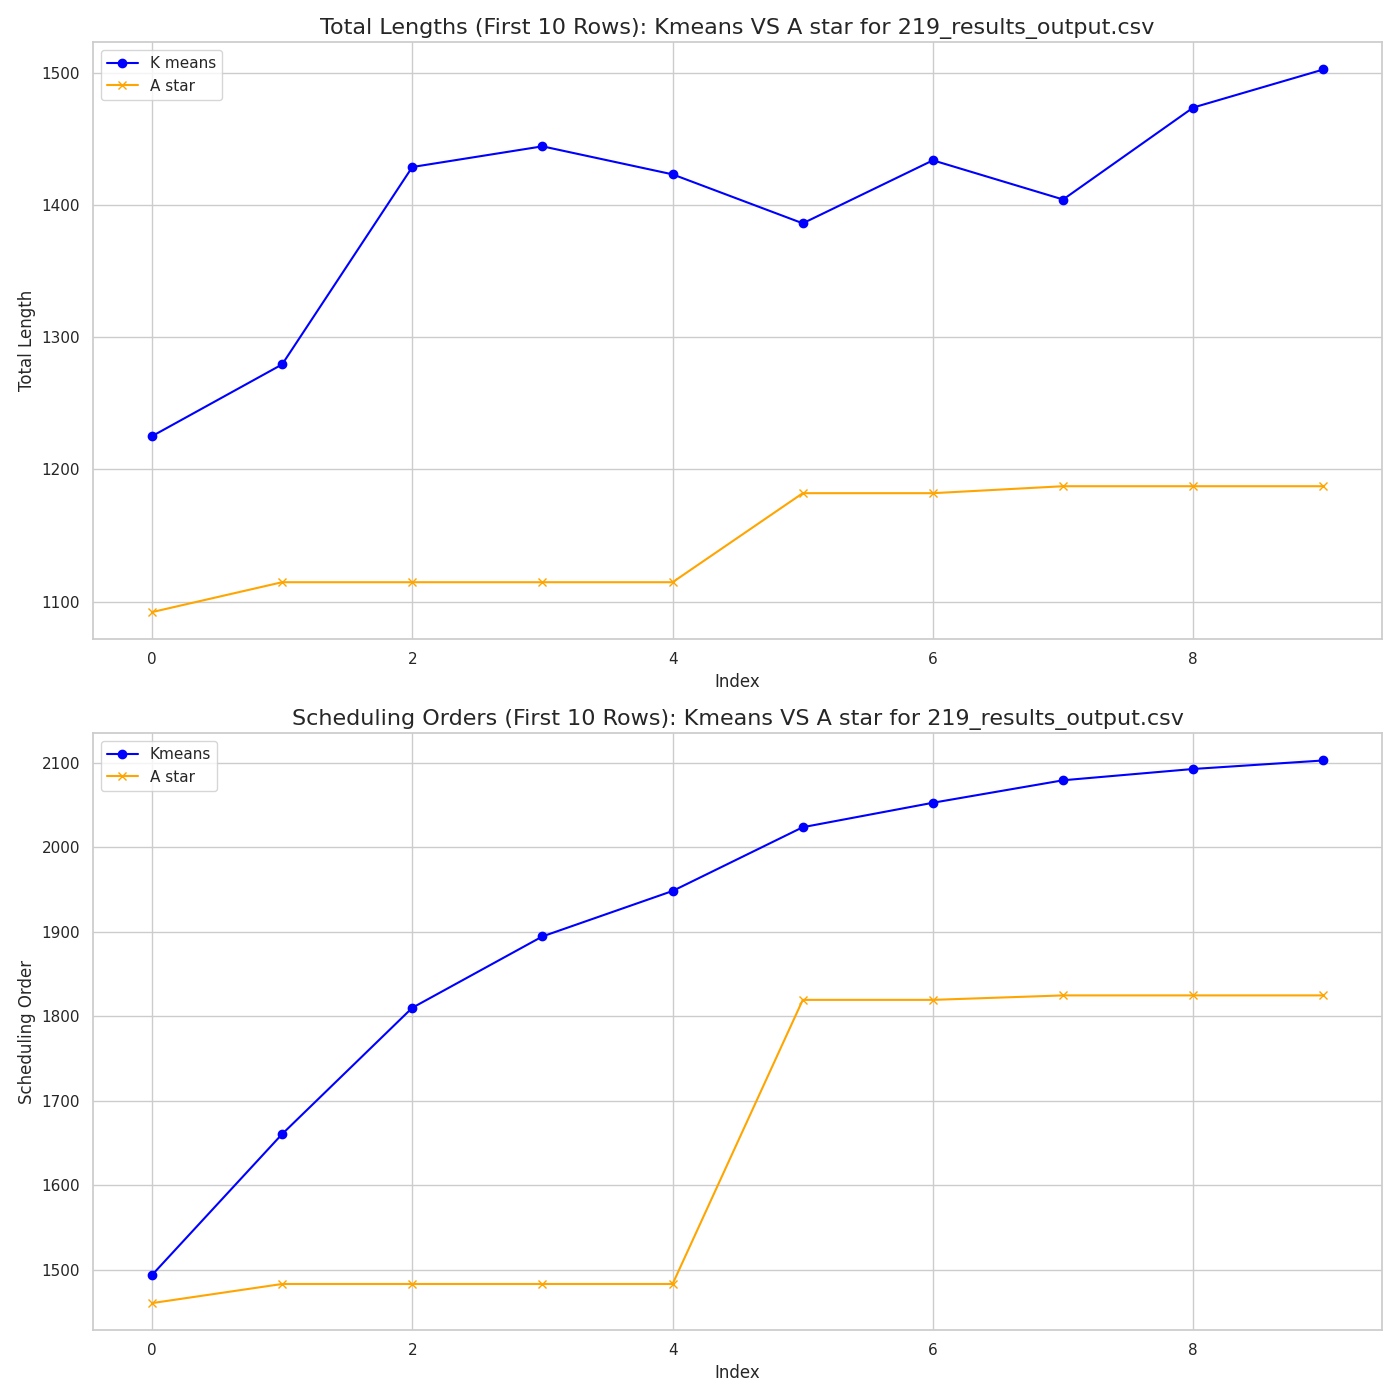 Total Lengths (First 10 Rows): Kmeans VS A star for 219_results_output.csv
K means
A star
1500
1400
1300
1200
1100
Total Length
0 2 4 6 8
Index
Scheduling Orders (First 10 Rows): Kmeans VS A star for 219_results_output.csv
Kmeans
A star
2100
2000
1900
1800
1700
1600
1500
Scheduling Order
0 2 4 6 8
Index